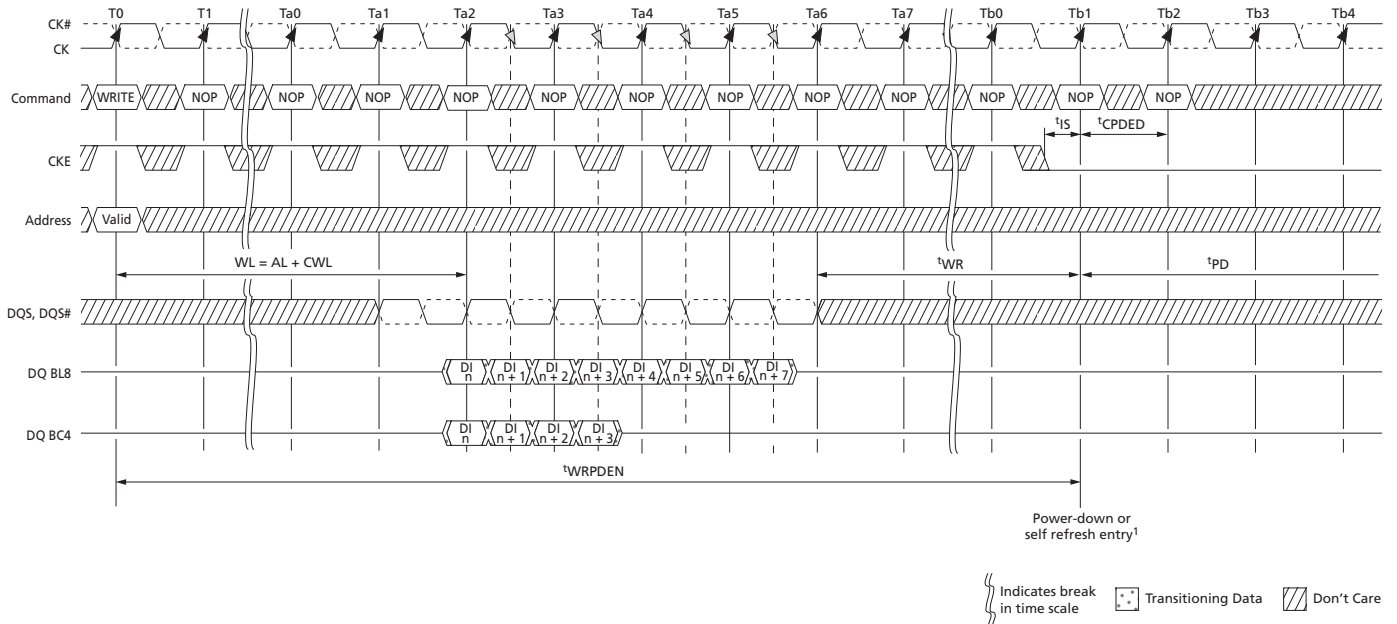 T0 T1 Ta0 Ta1 Ta2 Ta3 Ta4 Ta5 Ta6 Ta7 Tb0 Tb1 Tb2 Tb3 Tb4
CK#
CK
Command WRITE NOP NOP NOP NOP NOP NOP NOP NOP NOP NOP NOP NOP
tIS tCPDED
CKE
Address Valid
WL = AL + CWL tWR tPD
DQS, DQS#
DQ BL8 DI n DI n + 1 DI n + 2 DI n + 3 DI n + 4 DI n + 5 DI n + 6 DI n + 7
DQ BC4 DI n DI n + 1 DI n + 2 DI n + 3
tWRPDEN
Power-down or
self refresh entry1
Indicates break
in time scale
Transitioning Data
Don't Care